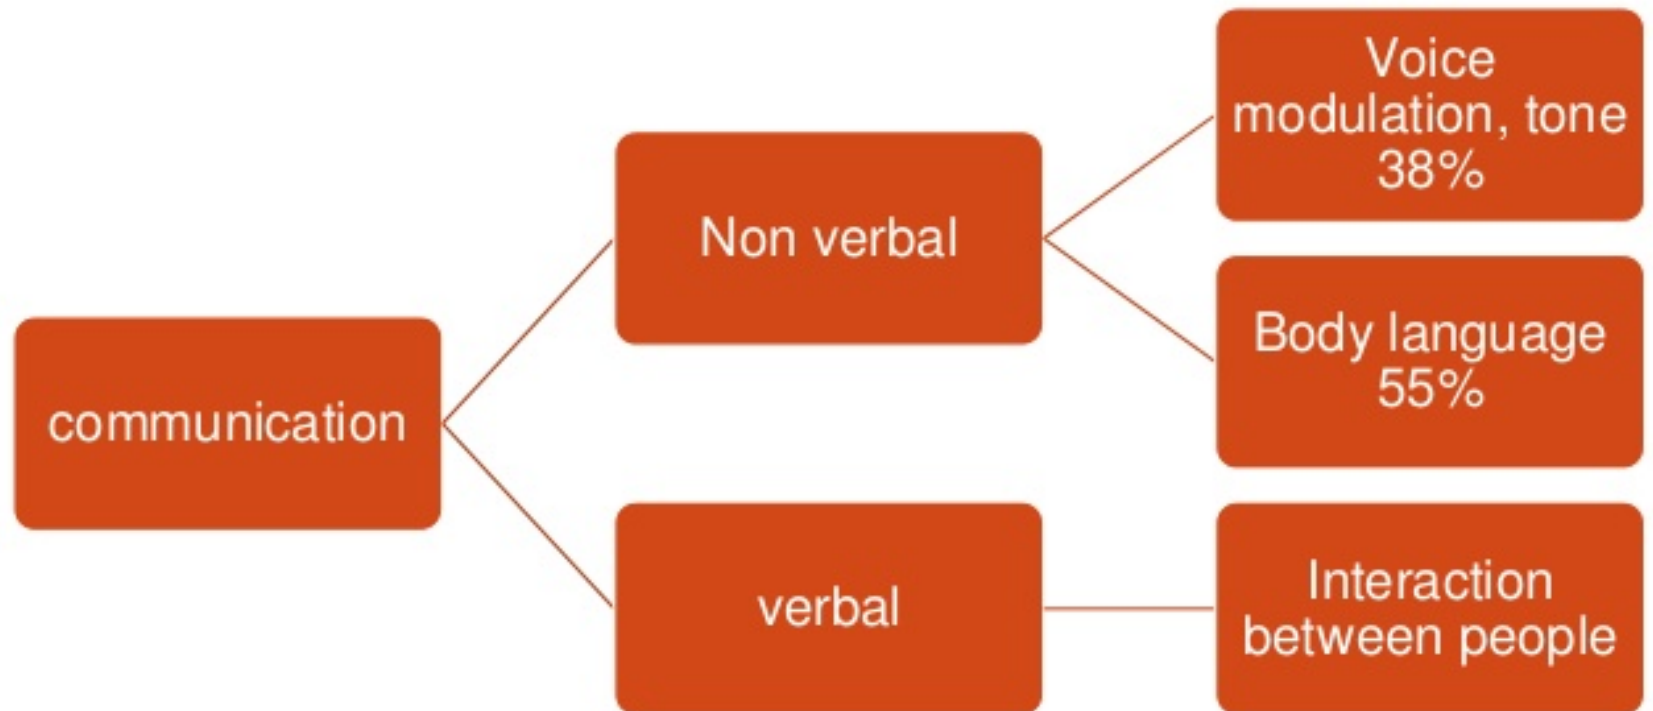 communication
Non verbal
verbal
Voice
modulation, tone
38%
Body language
55%
Interaction
between people